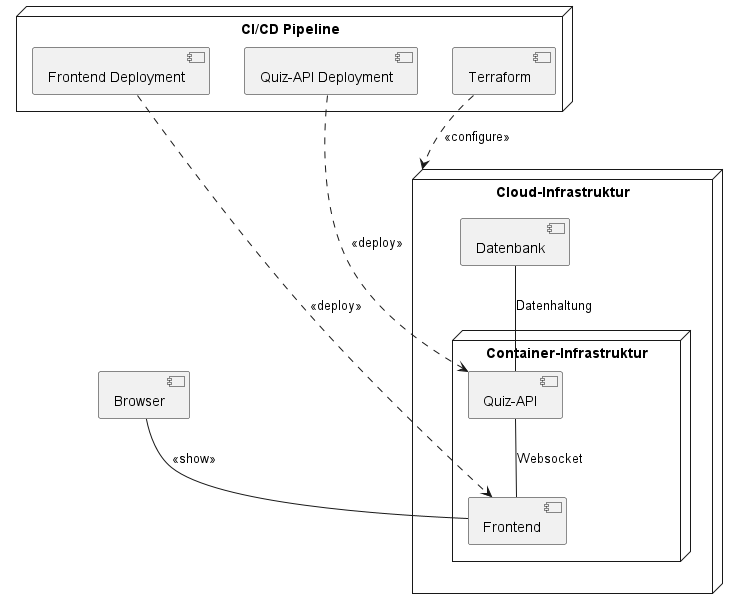 CI/CD Pipeline
Frontend Deployment
Quiz-API Deployment
Terraform
«configure»
Cloud-Infrastruktur
Datenbank
«deploy»
«deploy»
Datenhaltung
Container-Infrastruktur
Browser
Quiz-API
«show»
Websocket
Frontend